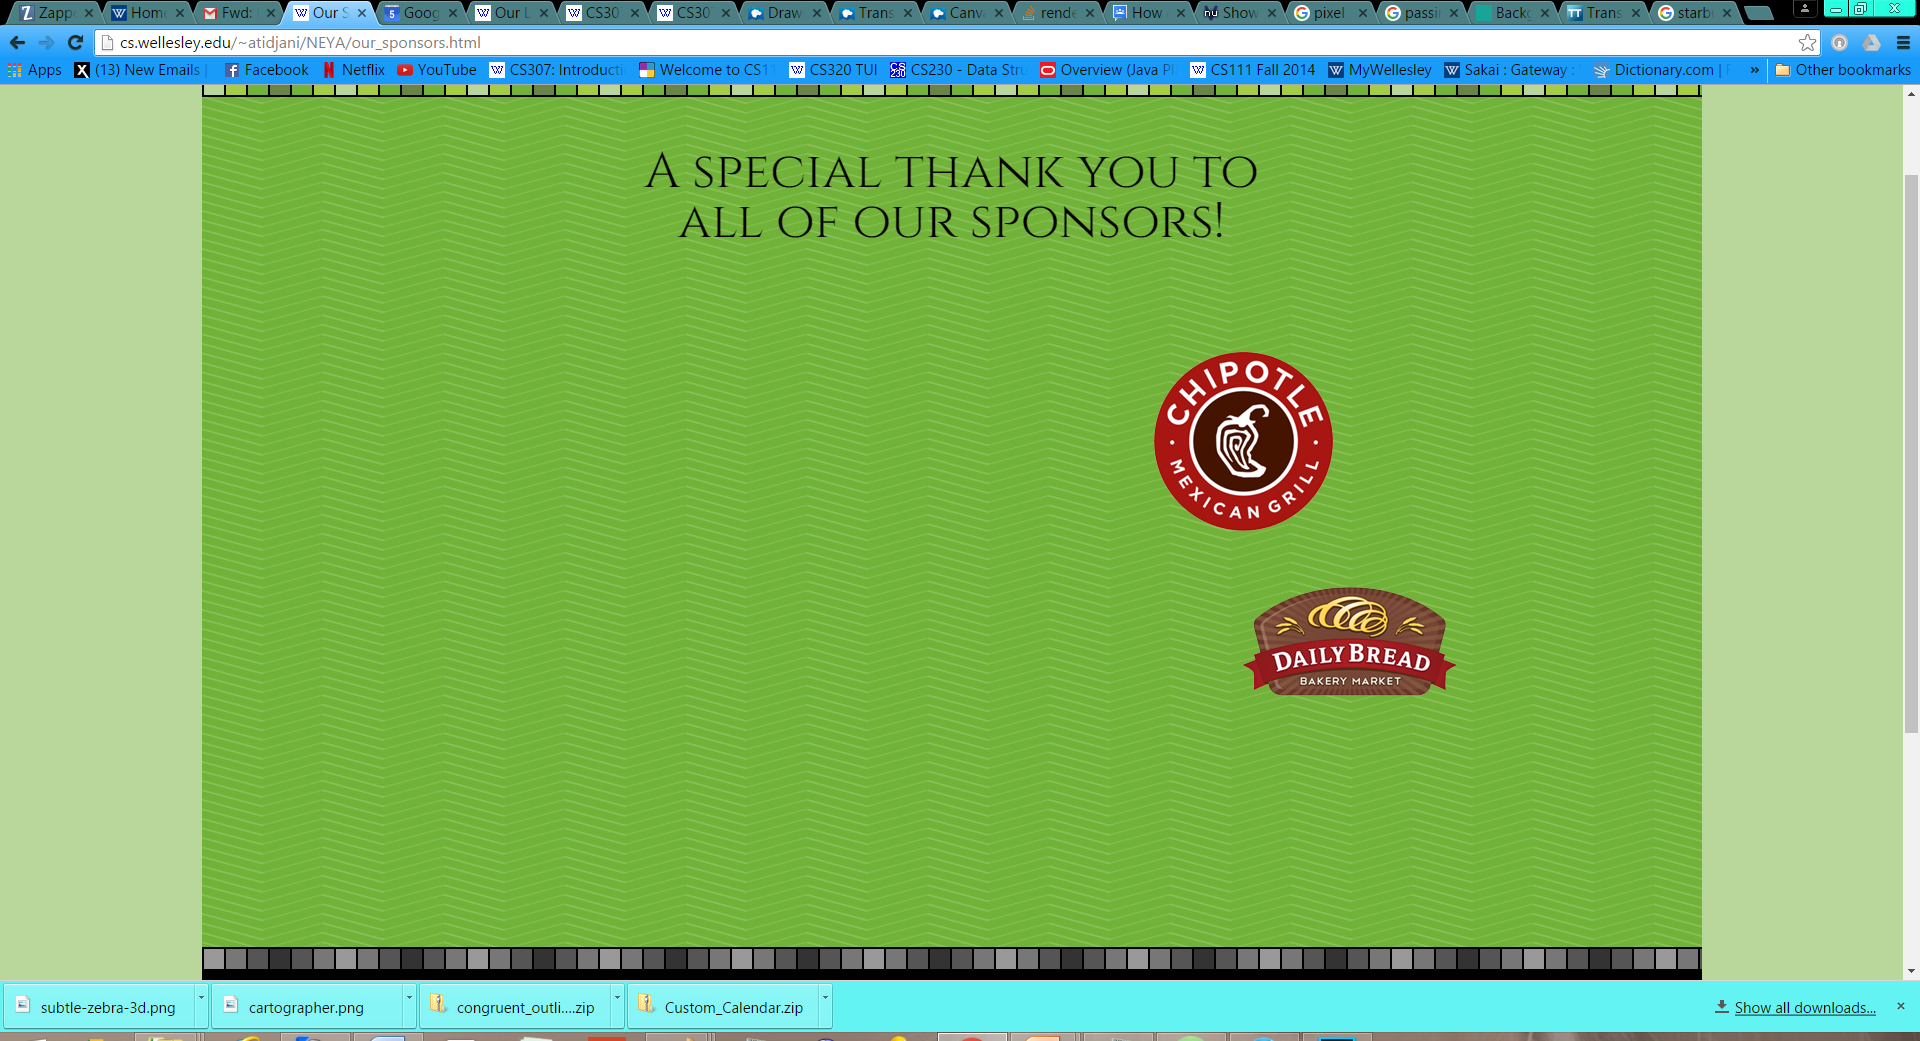 Zapp
Hom
Fwd:
Our S
Goog
Our L
CS30
CS30
Draw
Trans
Canv
rende
How
Show
pixel
passi
Back
Trans
starb
cs.wellesley.edu/~atidjani/NEYA/our_sponsors.html
Apps
(13) New Emails |
Facebook
Netflix
YouTube
CS307: Introducti
Welcome to CS11
CS320 TUI
CS230 - Data Stru
Overview (Java Pl
CS111 Fall 2014
MyWellesley
Sakai : Gateway :
Dictionary.com |
»
Other bookmarks
A SPECIAL THANK YOU TO
ALL OF OUR SPONSORS!
CHIPOTLE
MEXICAN GRILL
DAILY BREAD
BAKERY MARKET
subtle-zebra-3d.png
cartographer.png
congruent_outli....zip
Custom_Calendar.zip
Show all downloads...